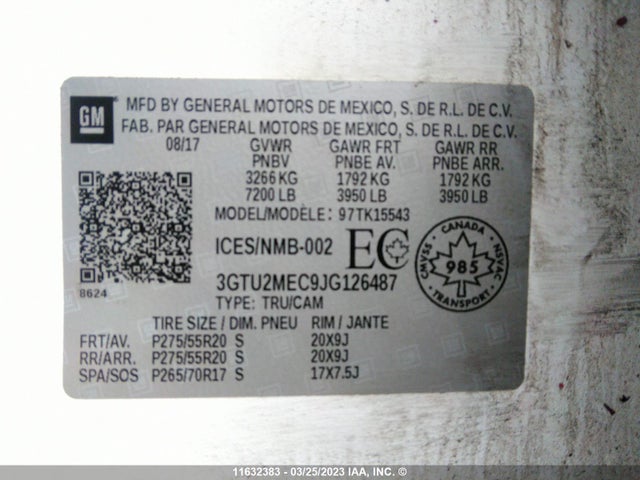 GM
MFD BY GENERAL MOTORS DE MEXICO, S. DE R.L. DE C.V.
FAB. PAR GENERAL MOTORS DE MEXICO, S. DE R.L. DE C.V.
08/17 GVWR GAWR FRT GAWR RR
PNBV PNBE AV. PNBE ARR.
3266 KG 1792 KG 1792 KG
7200 LB 3950 LB 3950 LB
MODEL/MODÈLE: 97TK15543
ICES/NMB-002 EC
CANADA
CMVSS 985 NSVAC
TRANSPORT
8624
3GTU2MEC9JG126487
TYPE: TRU/CAM
TIRE SIZE / DIM. PNEU RIM / JANTE
FRT/AV. P275/55R20 S 20X9J
RR/ARR. P275/55R20 S 20X9J
SPA/SOS P265/70R17 S 17X7.5J
11632383 - 03/25/2023 IAA, INC. ©